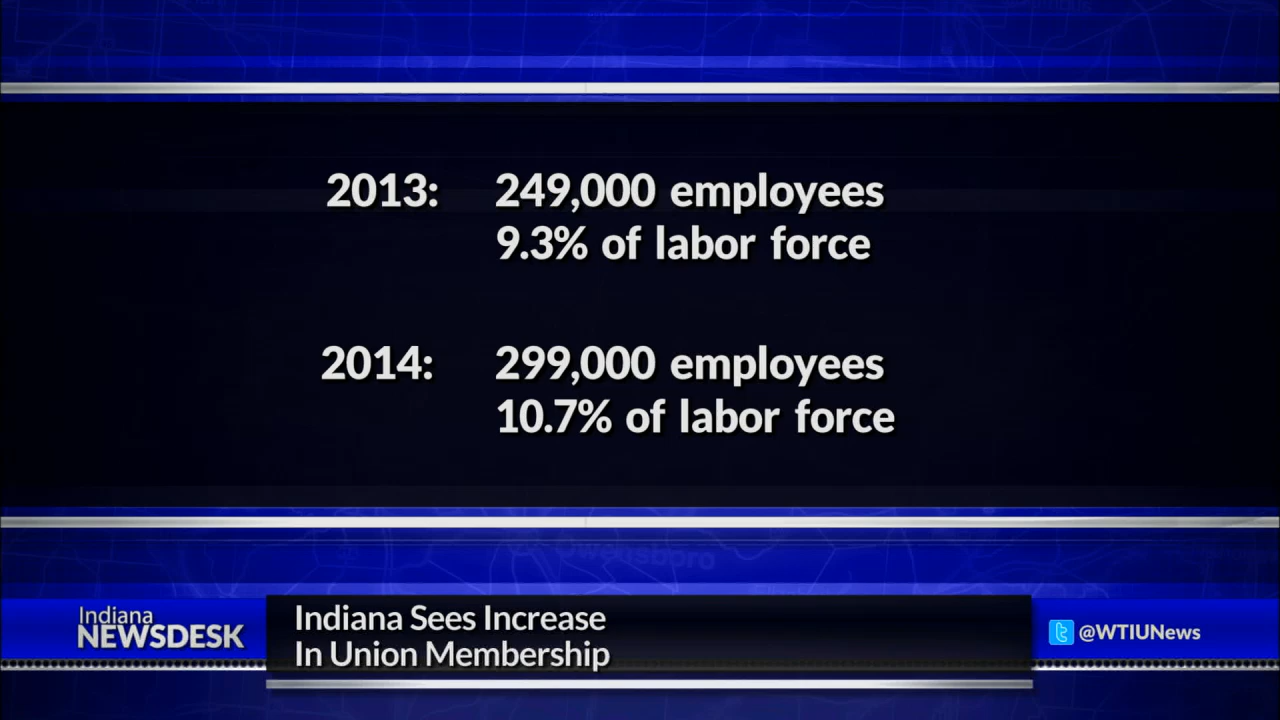 2013: 249,000 employees
9.3% of labor force
2014: 299,000 employees
10.7% of labor force
Owensboro
Indiana
NEWSDESK
Indiana Sees Increase
In Union Membership
@WTIUNews